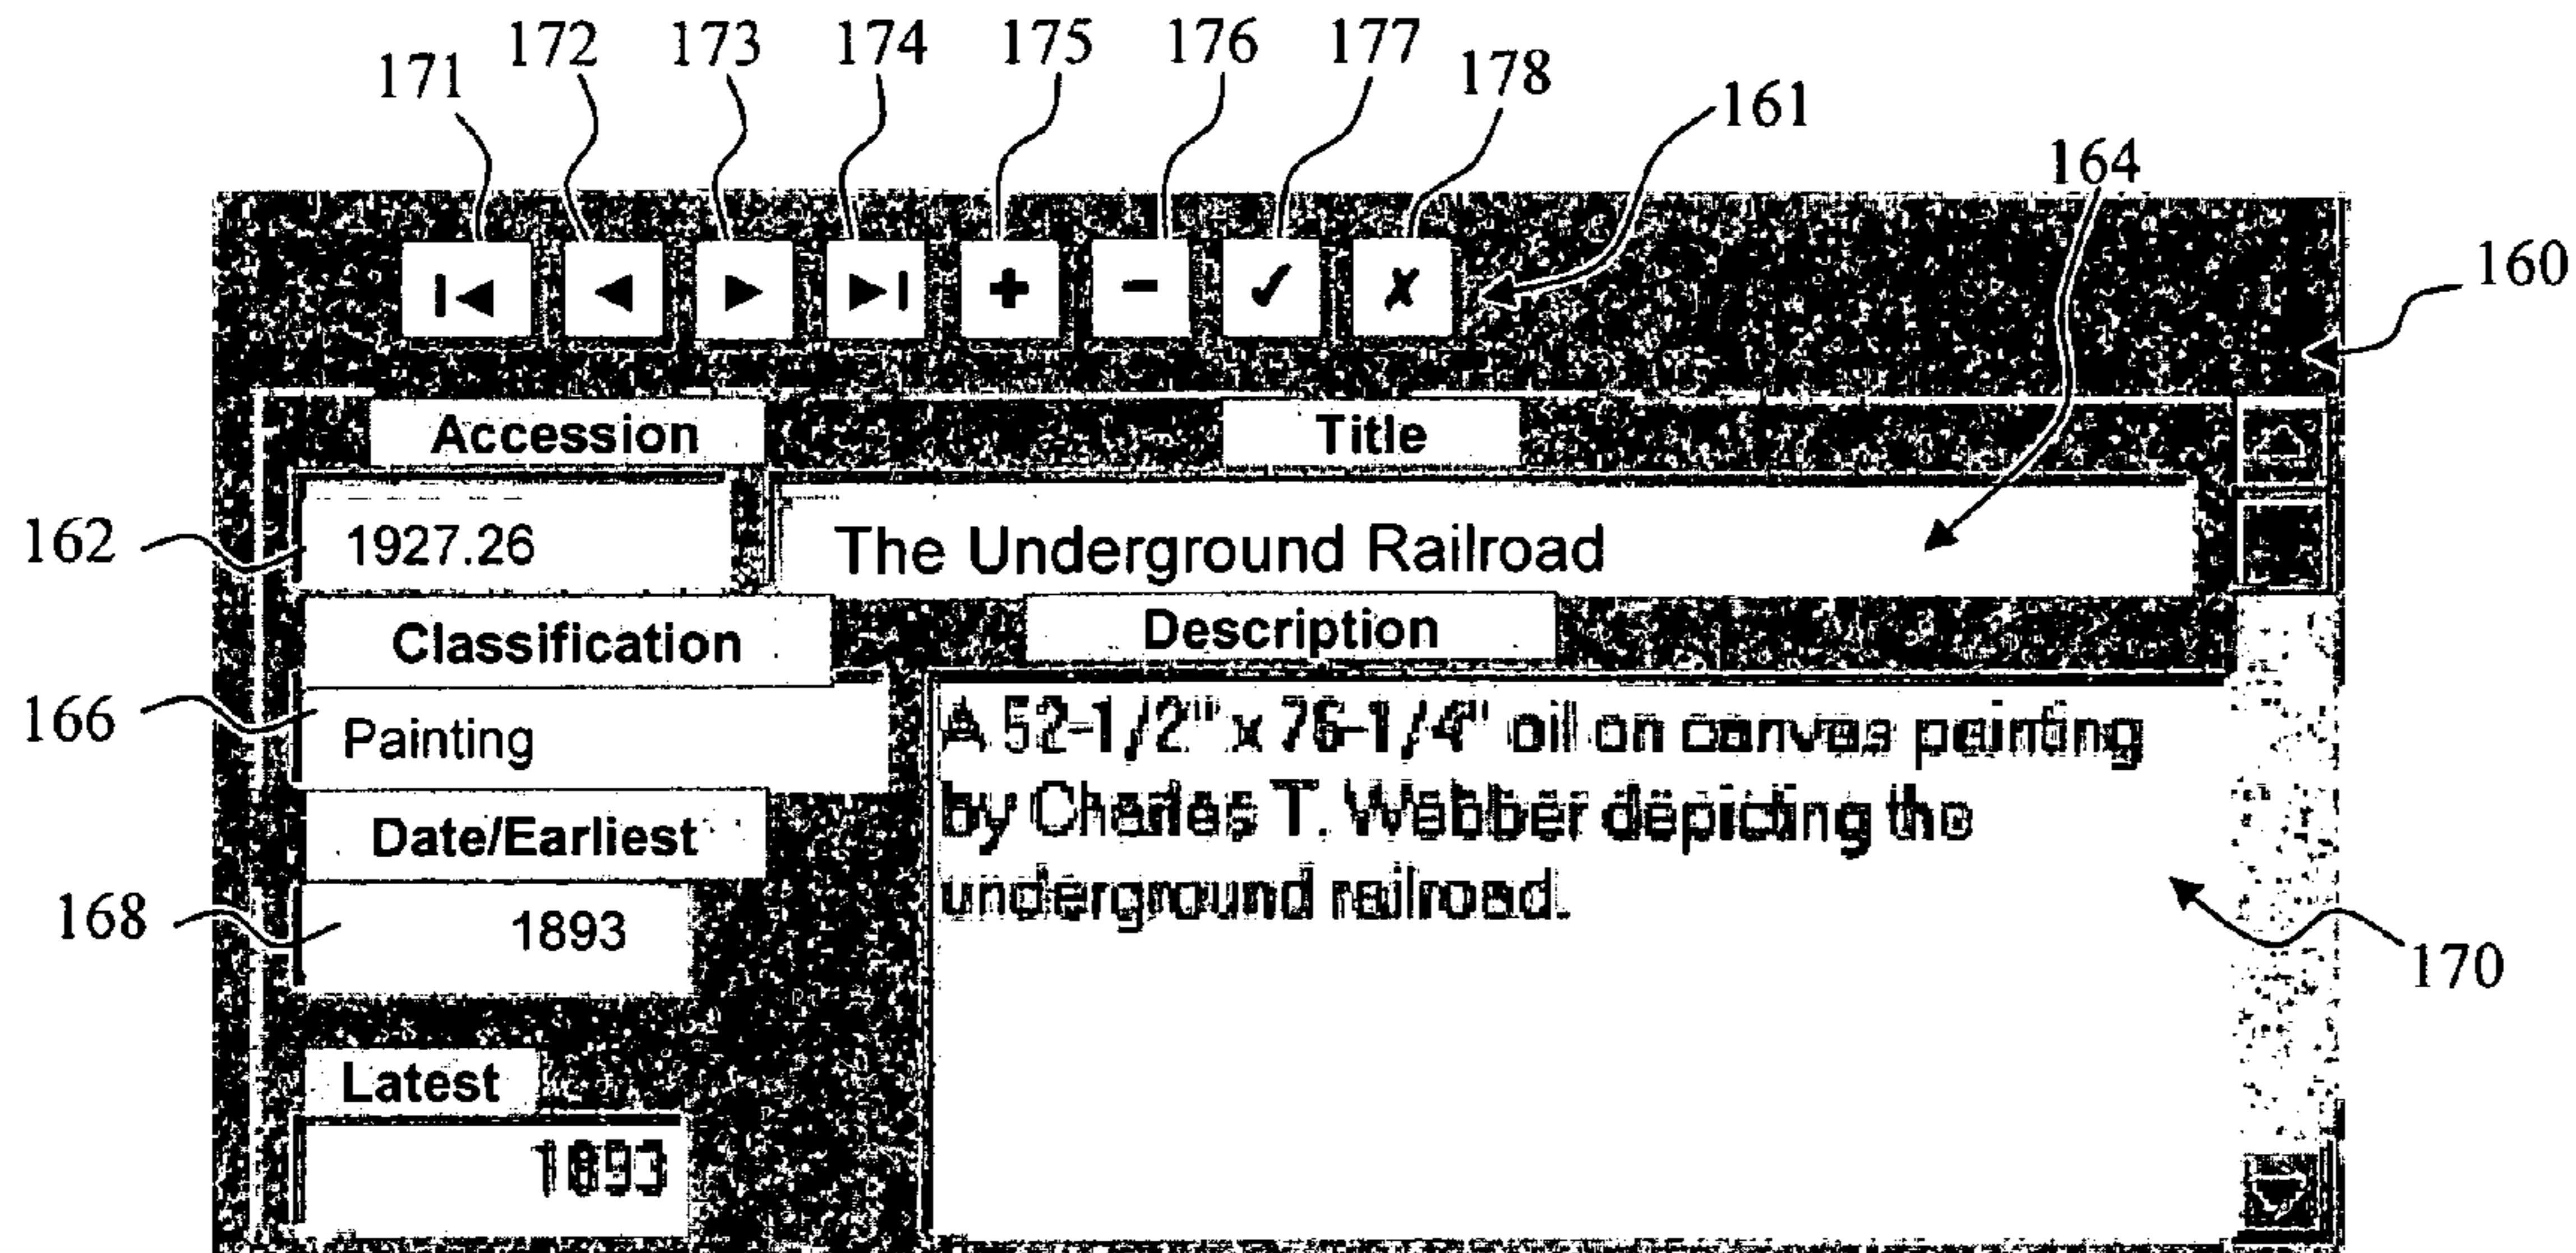 172 173 174 175 176 177
171 178 161
164
160
Accession Title
162 1927.26 The Underground Railroad
Classification Description
166 Painting
A 52-1/2" x 76-1/4" oil on canvas painting
by Charles T. Webber depicting the
underground railroad.
Date/Earliest
168 1893
170
Latest
1893